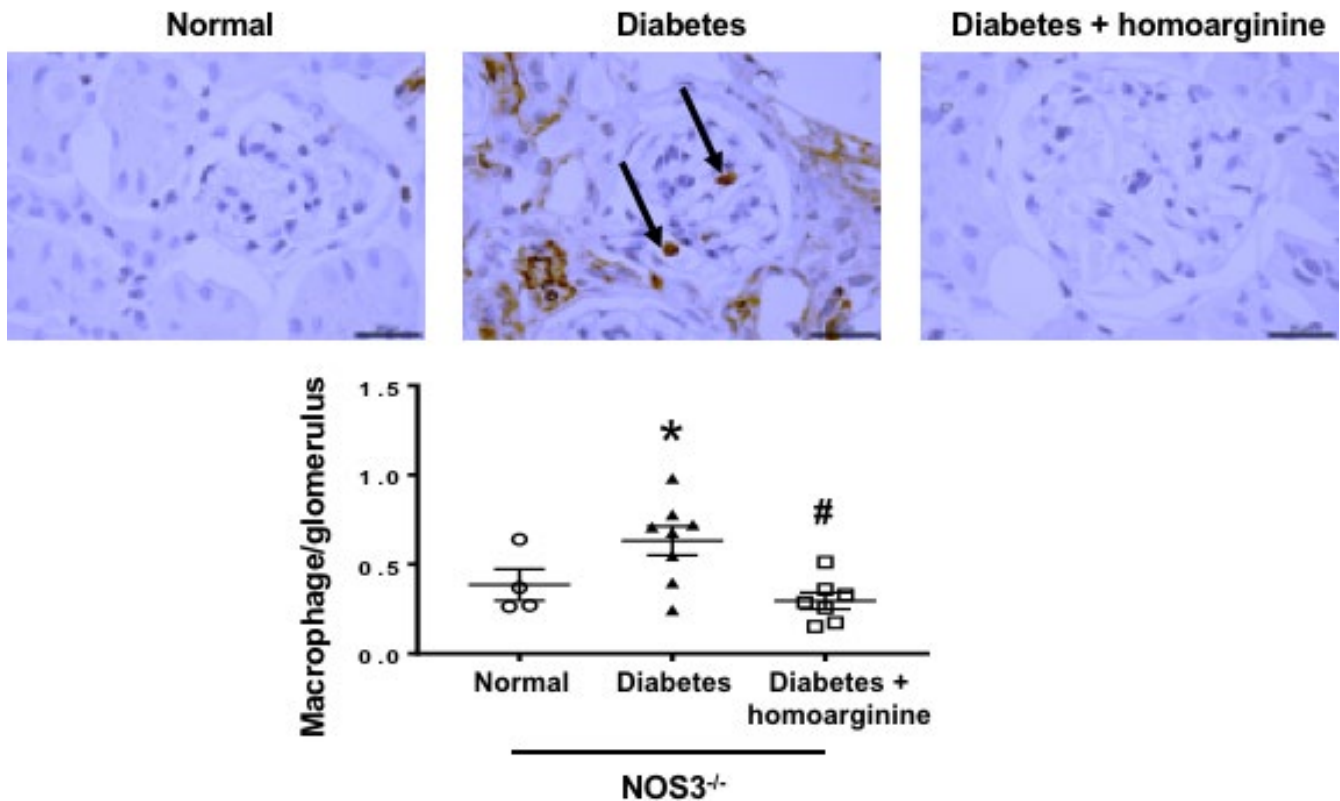 Normal
Diabetes
Diabetes + homoarginine
Macrophage/glomerulus
1.5
1.0
0.5
0.0
*
#
Normal
Diabetes
Diabetes +
homoarginine
NOS3-/-